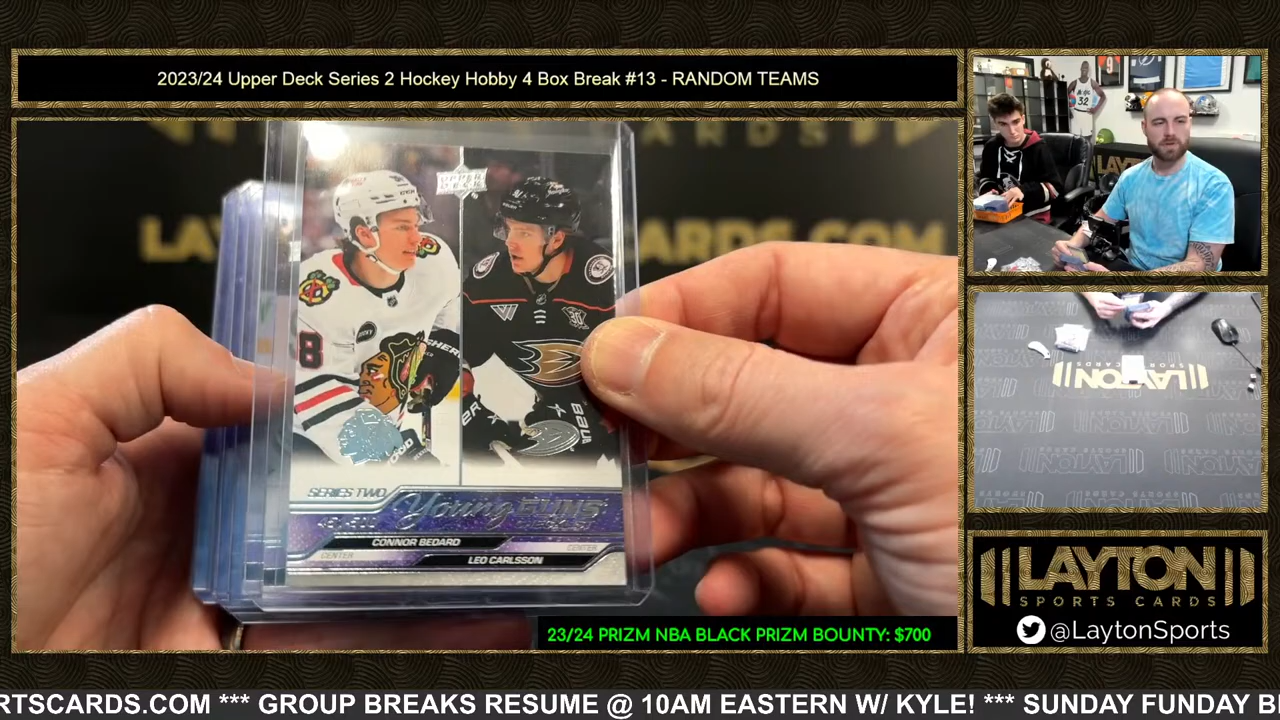 2023/24 Upper Deck Series 2 Hockey Hobby 4 Box Break #13 - RANDOM TEAMS
UPPER DECK
SERIES TWO
Young GUNS
CONNOR BEDARD
CENTER
CENTER
LEO CARLSSON
23/24 PRIZM NBA BLACK PRIZM BOUNTY: $700
32
LAYTON
LAYTON
SPORTS CARDS
@LaytonSports
RTSCARDS.COM *** GROUP BREAKS RESUME @ 10AM EASTERN W/ KYLE! *** SUNDAY FUNDAY B